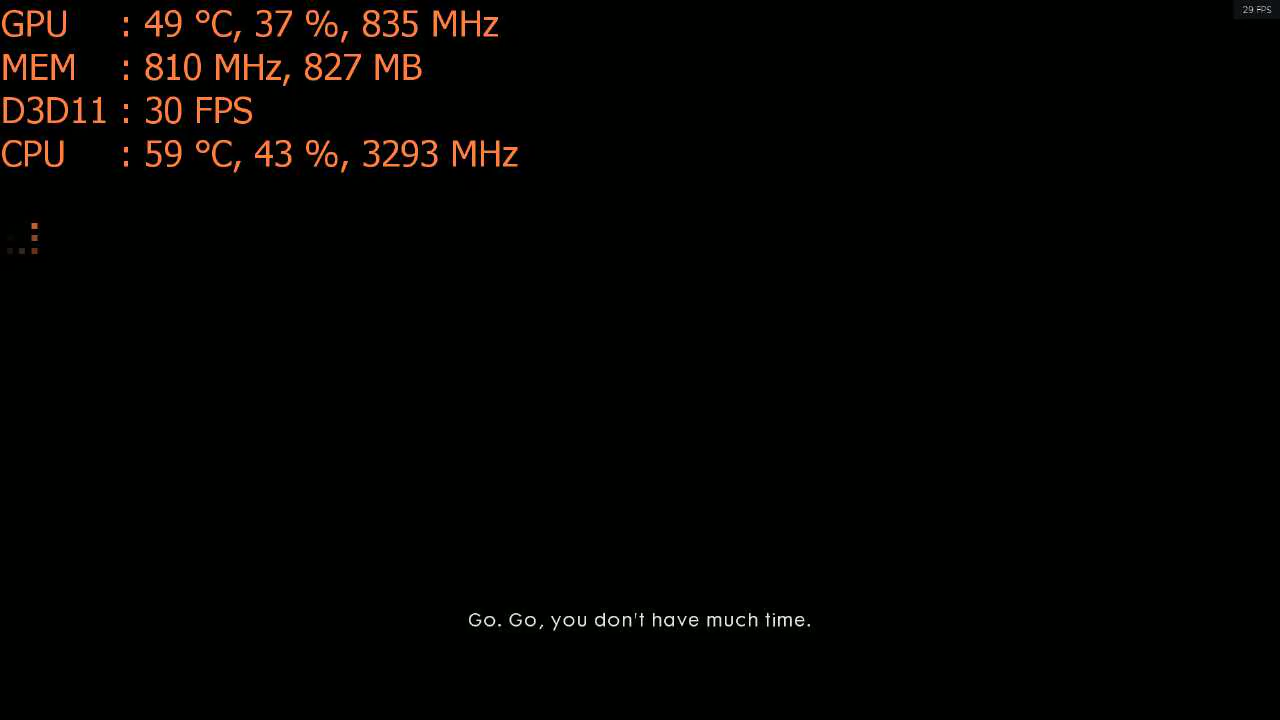 GPU : 49 °C, 37 %, 835 MHz
29 FPS
MEM : 810 MHz, 827 MB
D3D11 : 30 FPS
CPU : 59 °C, 43 %, 3293 MHz
Go. Go, you don't have much time.